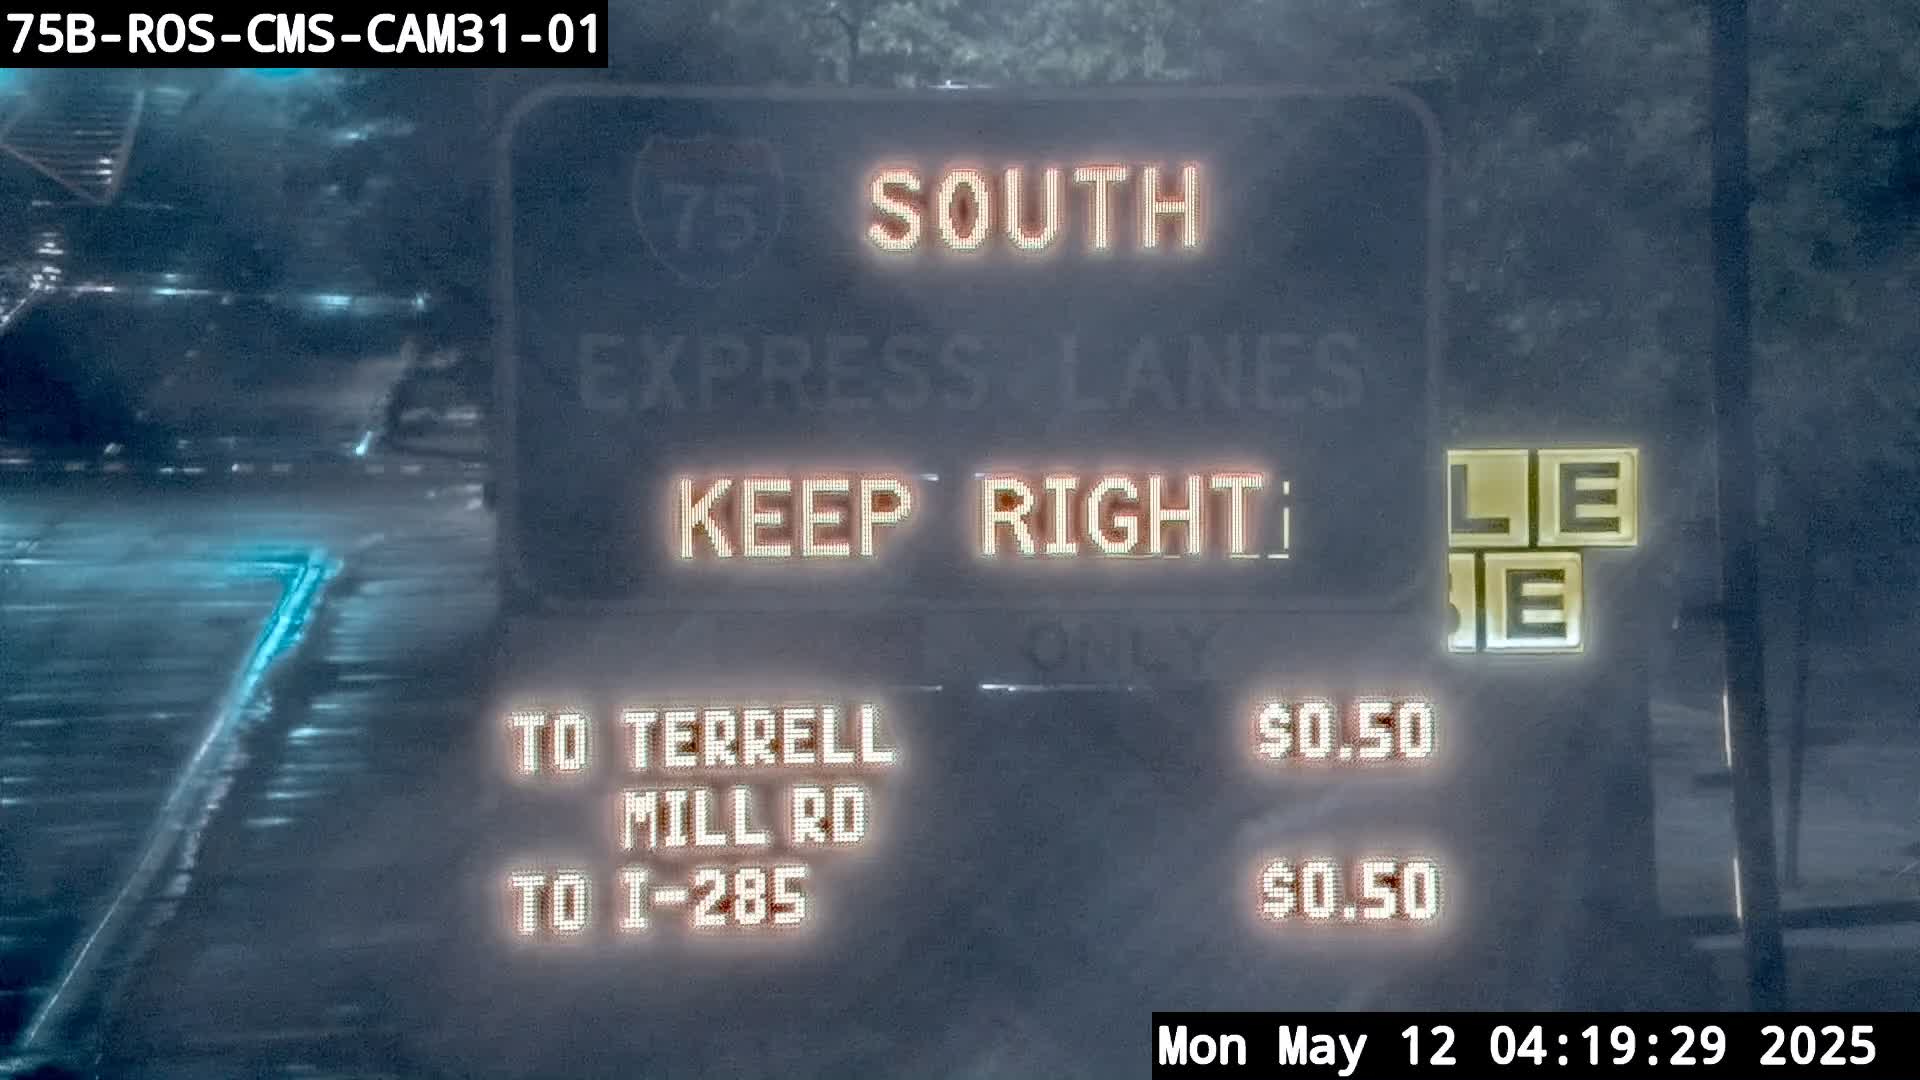 75B-ROS-CMS-CAM31-01
75 SOUTH
EXPRESS LANES
KEEP RIGHT
LE
E
ONLY
TO TERRELL $0.50
MILL RD
TO I-285 $0.50
Mon May 12 04:19:29 2025